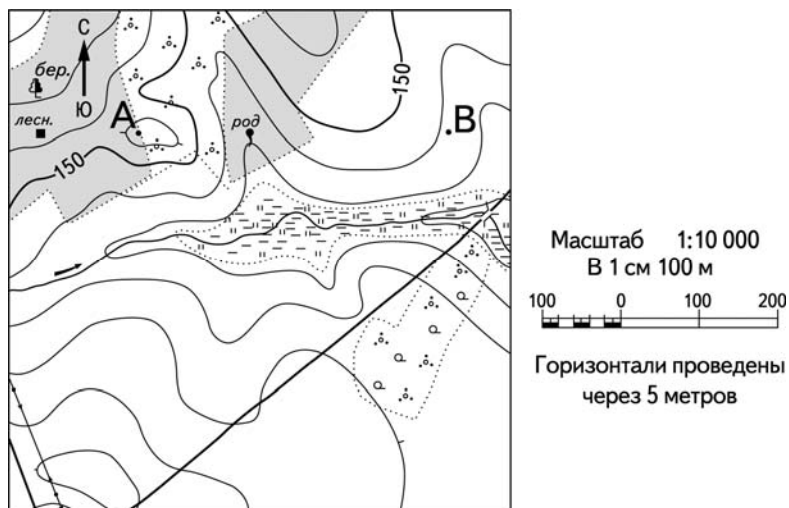 С
бер.
Ю
А
лесн.
150
род
150
В
Масштаб 1:10 000
В 1 см 100 м
100 0 100 200
Горизонтали проведены
через 5 метров